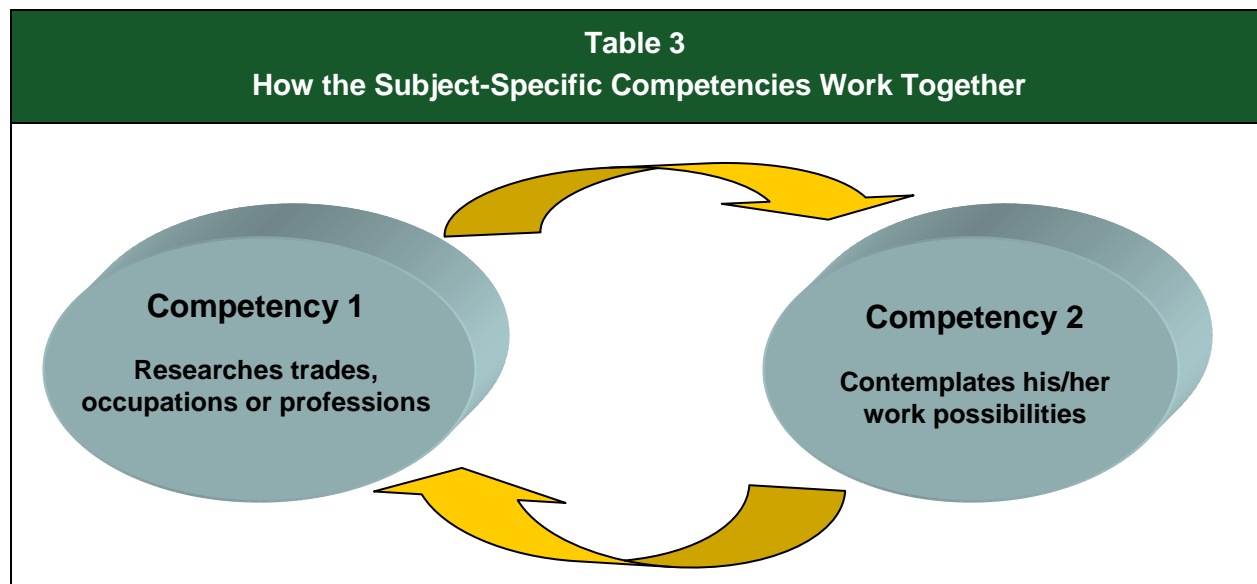 Table 3
How the Subject-Specific Competencies Work Together
Competency 1
Researches trades,
occupations or professions
Competency 2
Contemplates his/her
work possibilities